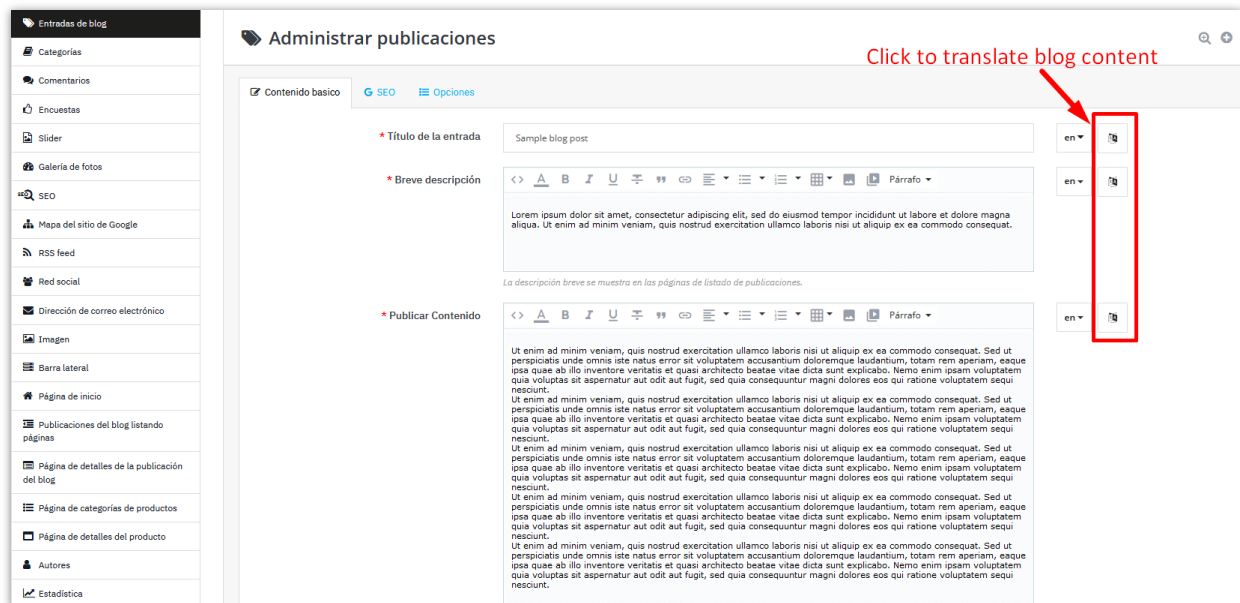 Entradas de blog
Categorías
Comentarios
Encuestas
Slider
Galería de fotos
SEO
SEO
Mapa del sitio de Google
RSS feed
Red social
Dirección de correo electrónico
Imagen
Barra lateral
Página de inicio
Publicaciones del blog listando
páginas
Página de detalles de la publicación
del blog
Página de categorías de productos
Página de detalles del producto
Autores
Estadística
Administrar publicaciones
Click to translate blog content
Contenido basico
G SEO
Opciones
* Título de la entrada
Sample blog post
en
* Breve descripción
<> A B I U T Párrafo
en
Lorem ipsum dolor sit amet, consectetur adipiscing elit, sed do eiusmod tempor incididunt ut labore et dolore magna
aliqua. Ut enim ad minim veniam, quis nostrud exercitation ullamco laboris nisi ut aliquip ex ea commodo consequat.
La descripción breve se muestra en las páginas de listado de publicaciones.
* Publicar Contenido
<> A B I U T Párrafo
en
Ut enim ad minim veniam, quis nostrud exercitation ullamco laboris nisi ut aliquip ex ea commodo consequat. Sed ut
perspiciatis unde omnis iste natus error sit voluptatem accusantium doloremque laudantium, totam rem aperiam, eaque
ipsa quae ab illo inventore veritatis et quasi architecto beatae vitae dicta sunt explicabo. Nemo enim ipsam voluptatem
quia voluptas sit aspernatur aut odit aut fugit, sed quia consequuntur magni dolores eos qui ratione voluptatem sequi
nesciunt.
Ut enim ad minim veniam, quis nostrud exercitation ullamco laboris nisi ut aliquip ex ea commodo consequat. Sed ut
perspiciatis unde omnis iste natus error sit voluptatem accusantium doloremque laudantium, totam rem aperiam, eaque
ipsa quae ab illo inventore veritatis et quasi architecto beatae vitae dicta sunt explicabo. Nemo enim ipsam voluptatem
quia voluptas sit aspernatur aut odit aut fugit, sed quia consequuntur magni dolores eos qui ratione voluptatem sequi
nesciunt.
Ut enim ad minim veniam, quis nostrud exercitation ullamco laboris nisi ut aliquip ex ea commodo consequat. Sed ut
perspiciatis unde omnis iste natus error sit voluptatem accusantium doloremque laudantium, totam rem aperiam, eaque
ipsa quae ab illo inventore veritatis et quasi architecto beatae vitae dicta sunt explicabo. Nemo enim ipsam voluptatem
quia voluptas sit aspernatur aut odit aut fugit, sed quia consequuntur magni dolores eos qui ratione voluptatem sequi
nesciunt.
Ut enim ad minim veniam, quis nostrud exercitation ullamco laboris nisi ut aliquip ex ea commodo consequat. Sed ut
perspiciatis unde omnis iste natus error sit voluptatem accusantium doloremque laudantium, totam rem aperiam, eaque
ipsa quae ab illo inventore veritatis et quasi architecto beatae vitae dicta sunt explicabo. Nemo enim ipsam voluptatem
quia voluptas sit aspernatur aut odit aut fugit, sed quia consequuntur magni dolores eos qui ratione voluptatem sequi
nesciunt.
Ut enim ad minim veniam, quis nostrud exercitation ullamco laboris nisi ut aliquip ex ea commodo consequat. Sed ut
perspiciatis unde omnis iste natus error sit voluptatem accusantium doloremque laudantium, totam rem aperiam, eaque
ipsa quae ab illo inventore veritatis et quasi architecto beatae vitae dicta sunt explicabo. Nemo enim ipsam voluptatem
quia voluptas sit aspernatur aut odit aut fugit, sed quia consequuntur magni dolores eos qui ratione voluptatem sequi
nesciunt.